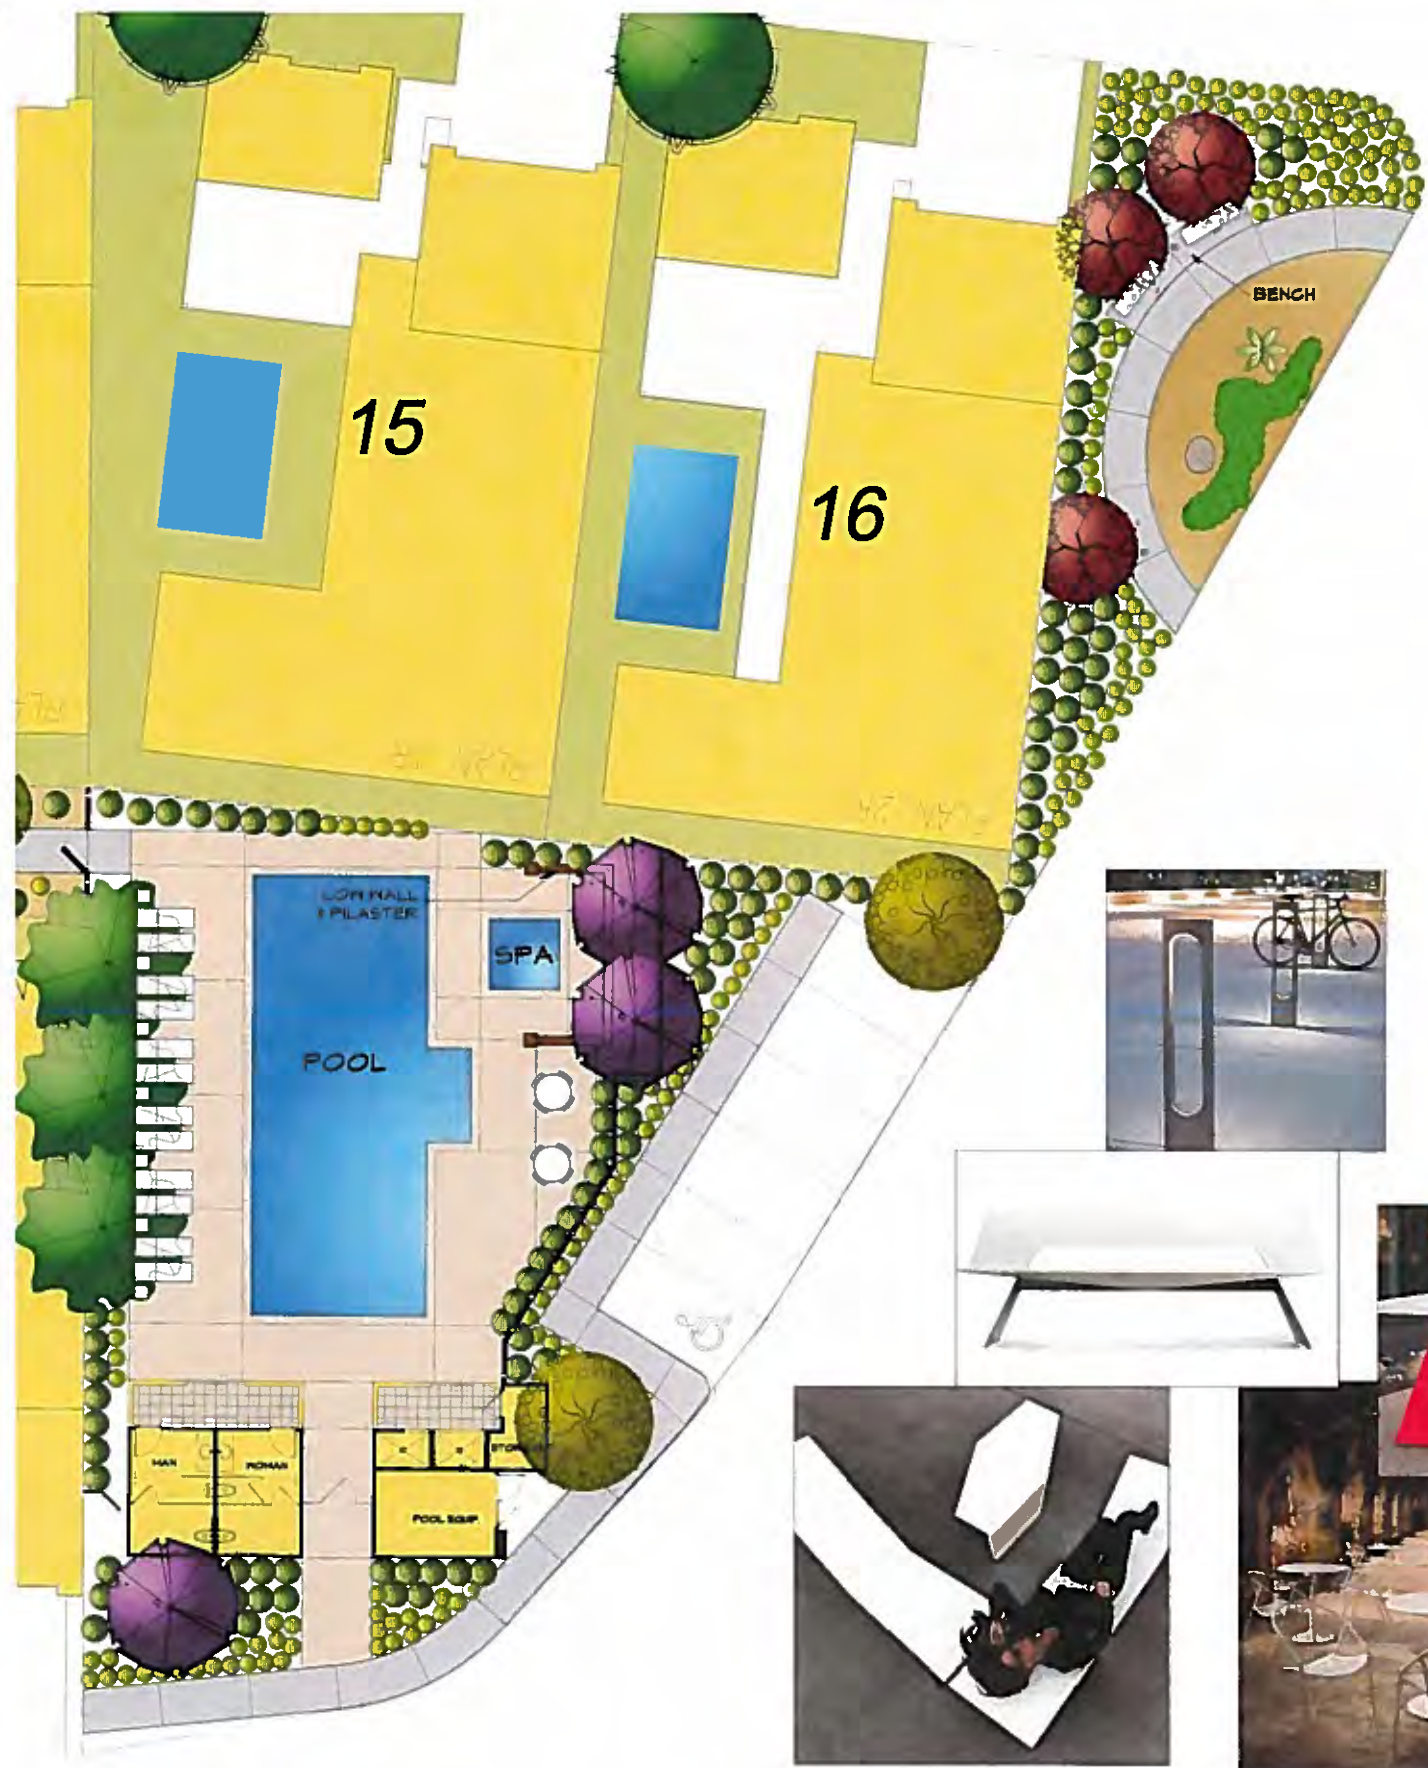 BENCH
15
16
LOW WALL
& PILASTER
SPA
POOL
MAN
WOMAN
POOL EQUIP.